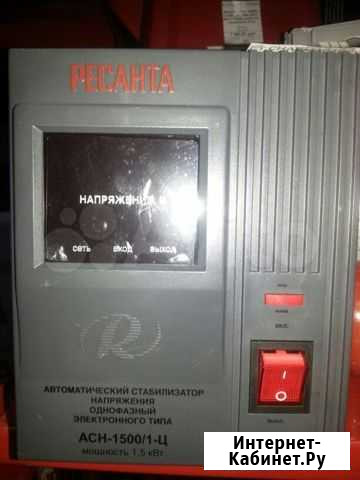 РЕСАНТА
НАПРЯЖЕНИЕ В
сеть вход выход
R
АВТОМАТИЧЕСКИЙ СТАБИЛИЗАТОР
НАПРЯЖЕНИЯ
ОДНОФАЗНЫЙ
ЭЛЕКТРОННОГО ТИПА
АСН-1500/1-Ц
мощность 1,5 кВт
Интернет-
Кабинет.Ру